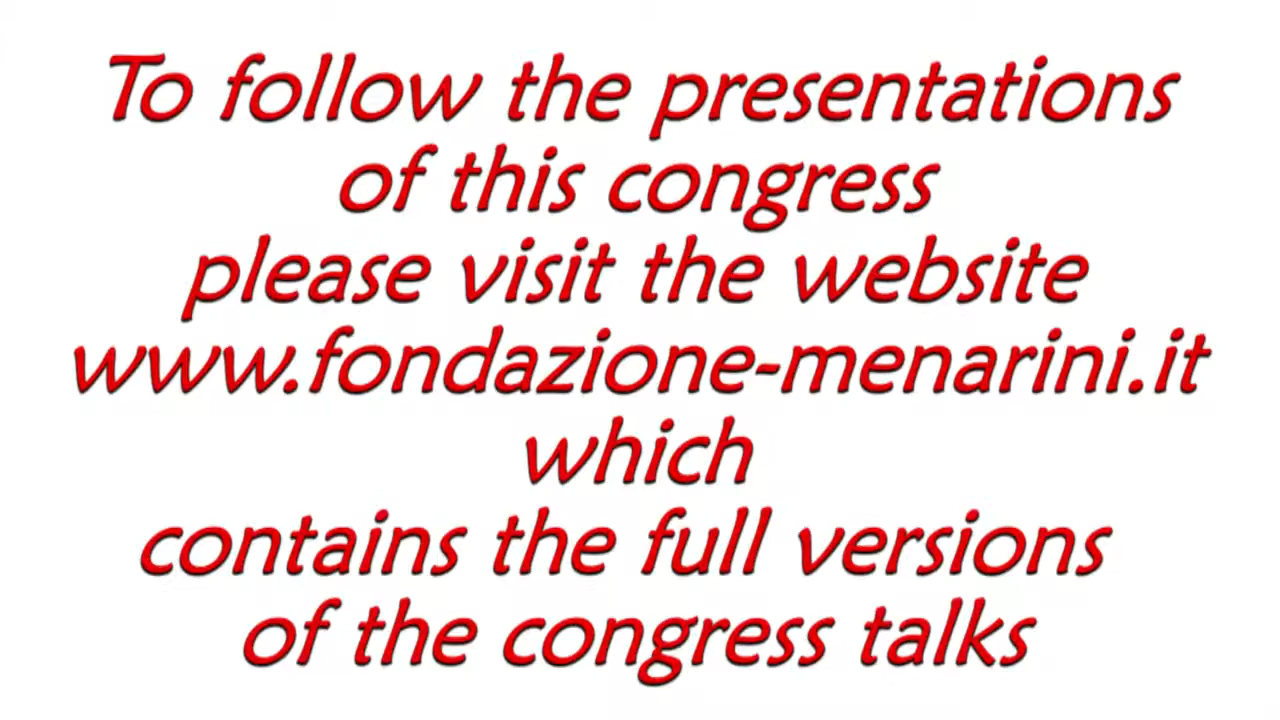 To follow the presentations
of this congress
please visit the website
www.fondazione-menarini.it
which
contains the full versions
of the congress talks